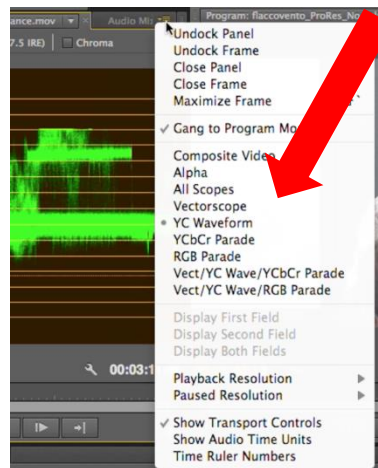 ance.mov
Audio Mi
Program: flaccovento_ProRes_No
7.5 IRE)
Chroma
Undock Panel
Undock Frame
Close Panel
Close Frame
Maximize Frame
Gang to Program Mo
Composite Video
Alpha
All Scopes
Vectorscope
YC Waveform
YCbCr Parade
RGB Parade
Vect/YC Wave/YCbCr Parade
Vect/YC Wave/RGB Parade
Display First Field
Display Second Field
Display Both Fields
00:03:1
Playback Resolution
Paused Resolution
Show Transport Controls
Show Audio Time Units
Time Ruler Numbers